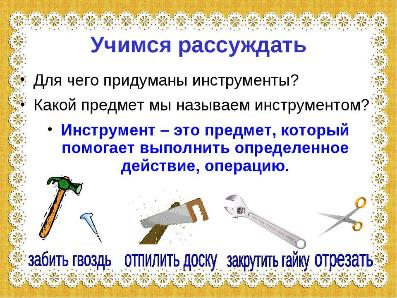 Учимся рассуждать
• Для чего придуманы инструменты?
• Какой предмет мы называем инструментом?
• Инструмент – это предмет, который
помогает выполнить определенное
действие, операцию.
забить гвоздь отпилить доску закрутить гайку отрезать